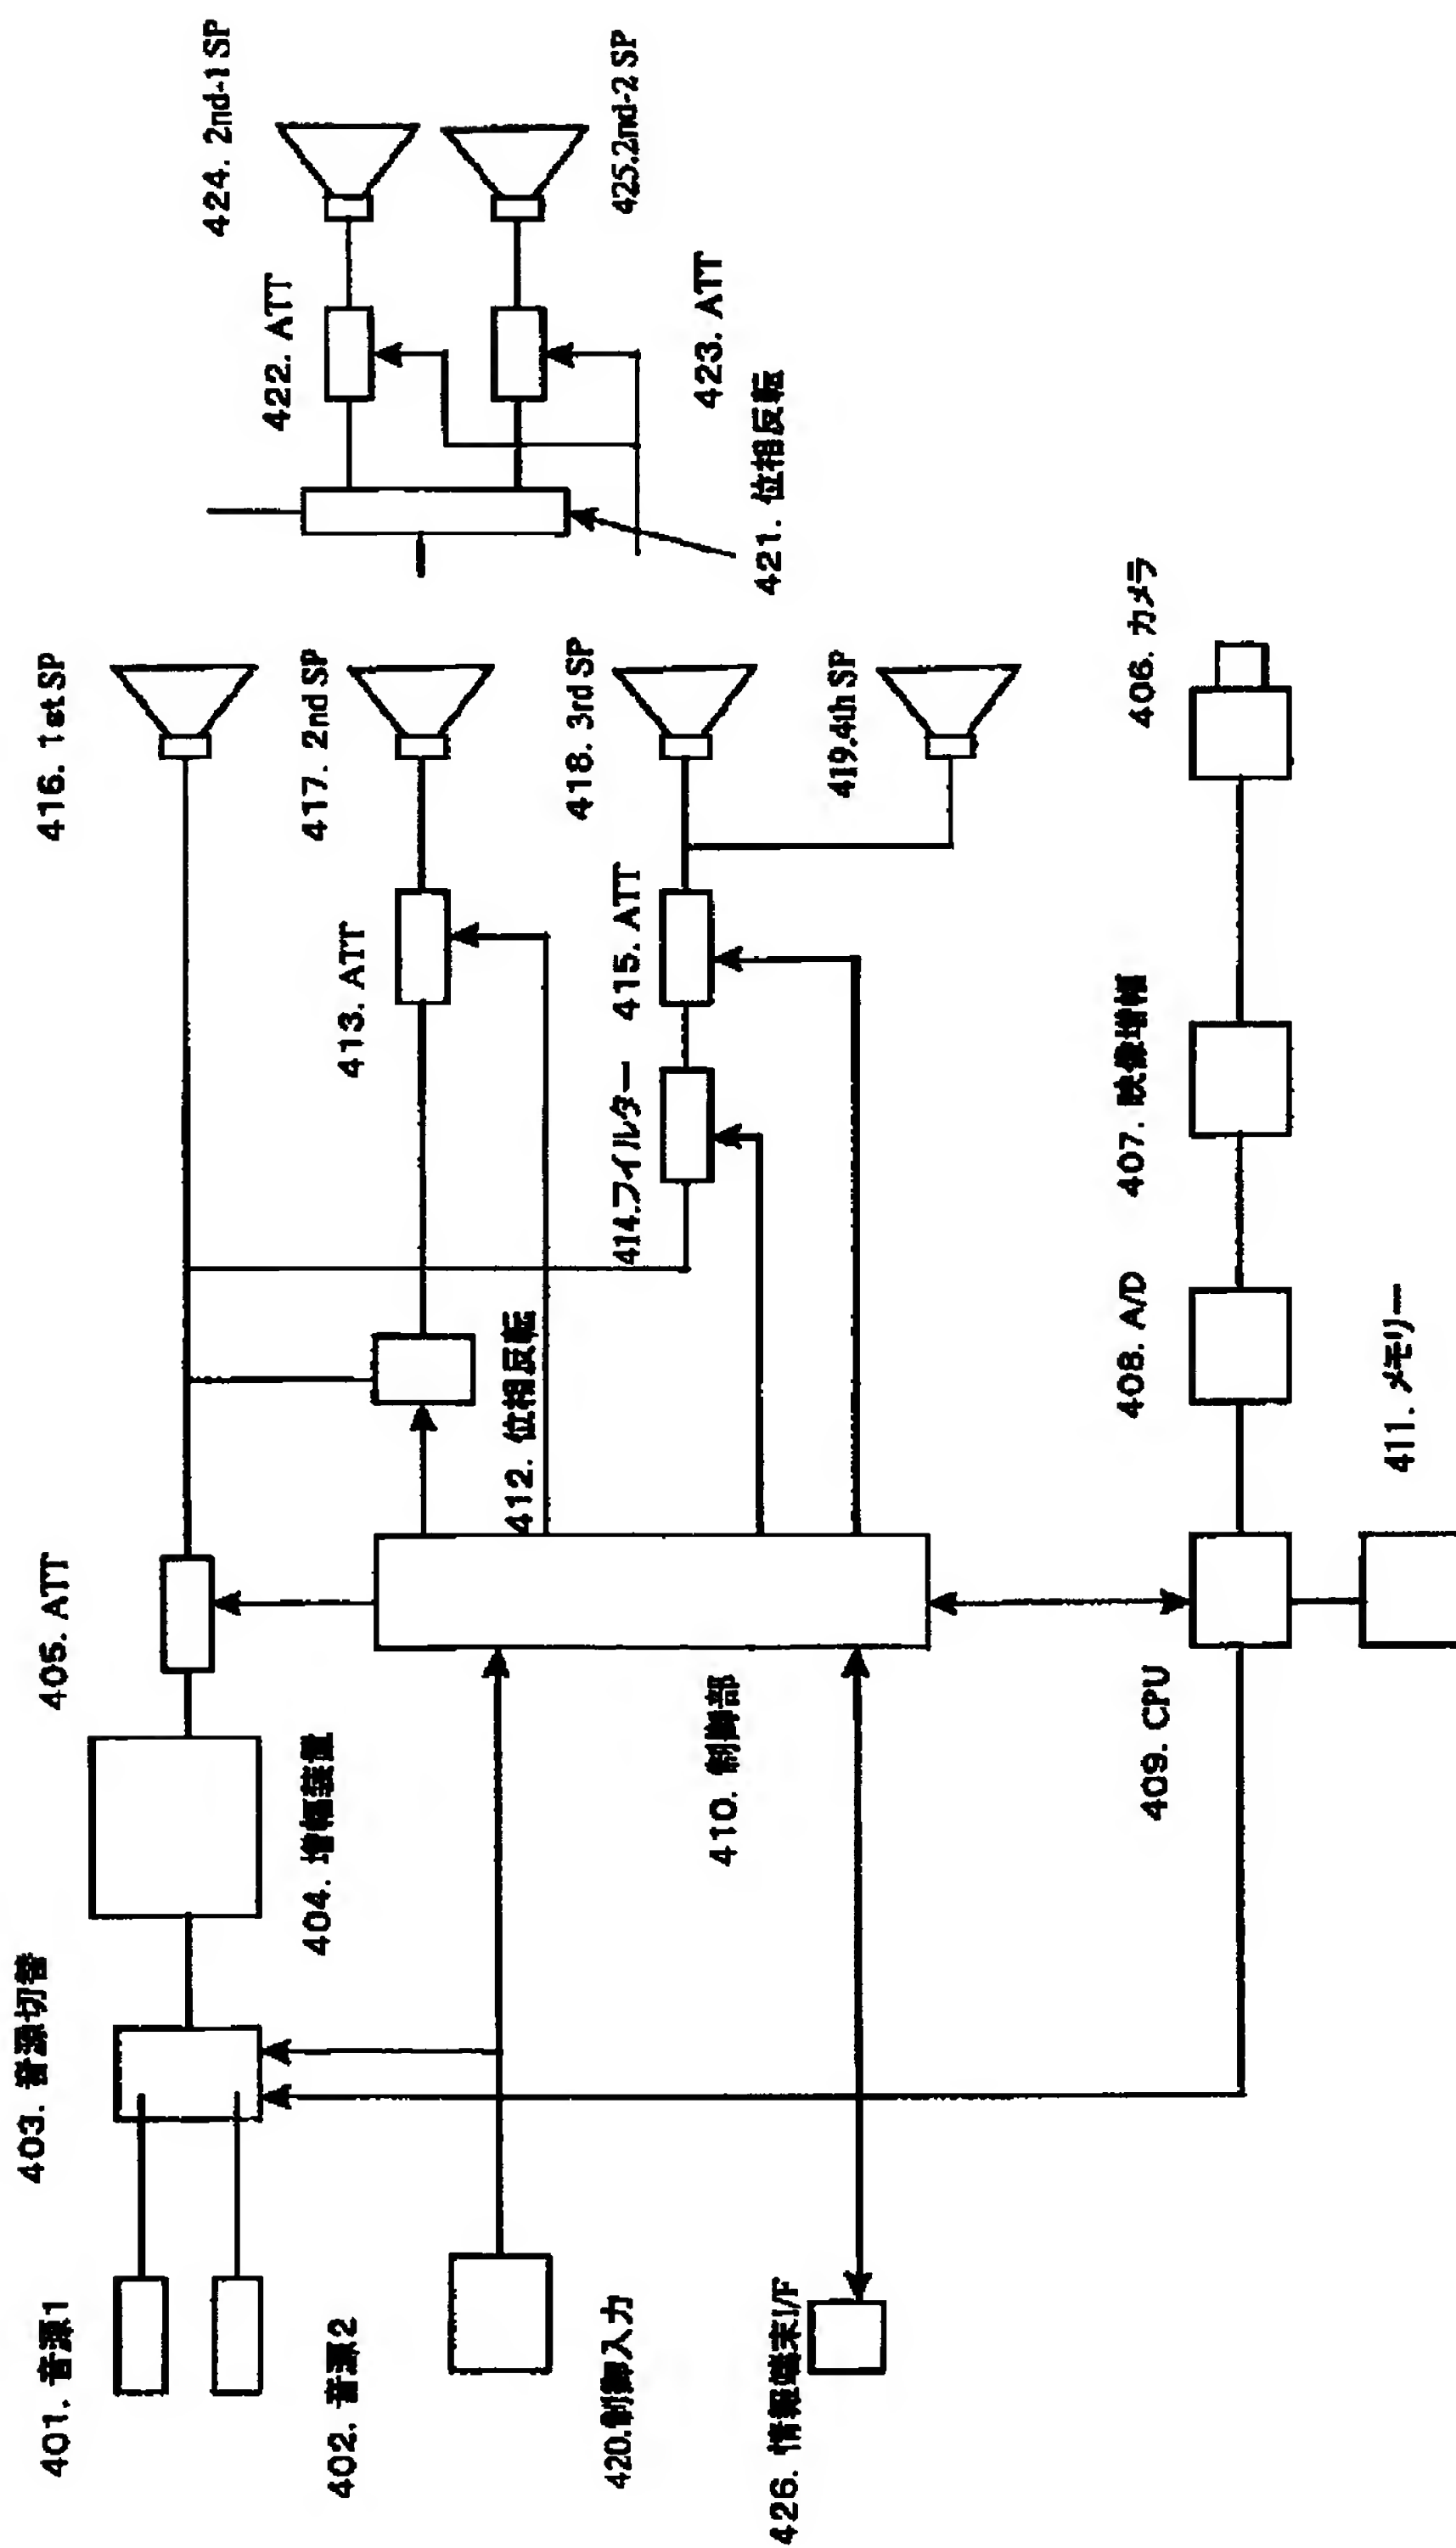 401. 音源1
402. 音源2
403. 音源切替
404. 増幅装置
405. ATT
416. 1st SP
417. 2nd SP
413. ATT
412. 位相反転
414.フイルター
415. ATT
418. 3rd SP
419.4th SP
420.制御入力
410. 制御部
426. 情報端末I/F
409. CPU
408. A/D
407. 映像増幅
406. カメラ
411. メモリー
424. 2nd-1 SP
422. ATT
425.2nd-2 SP
423. ATT
421. 位相反転